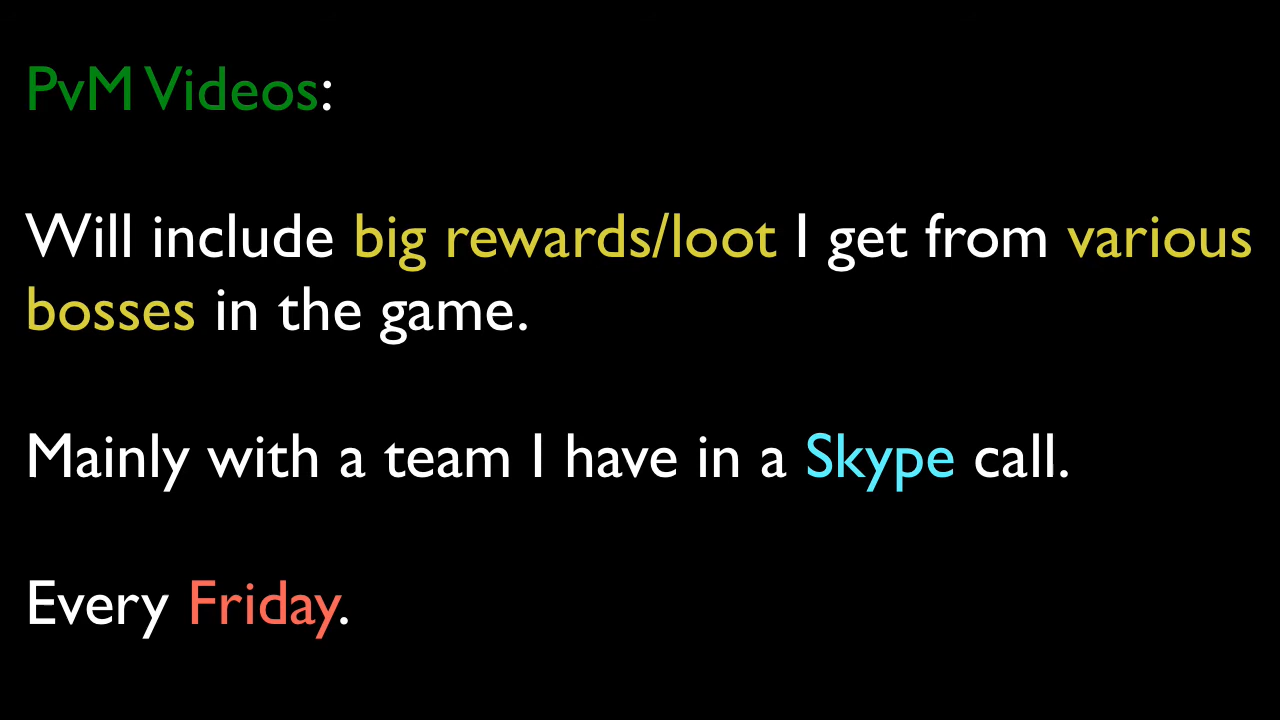 PvM Videos:
Will include big rewards/loot I get from various
bosses in the game.
Mainly with a team I have in a Skype call.
Every Friday.